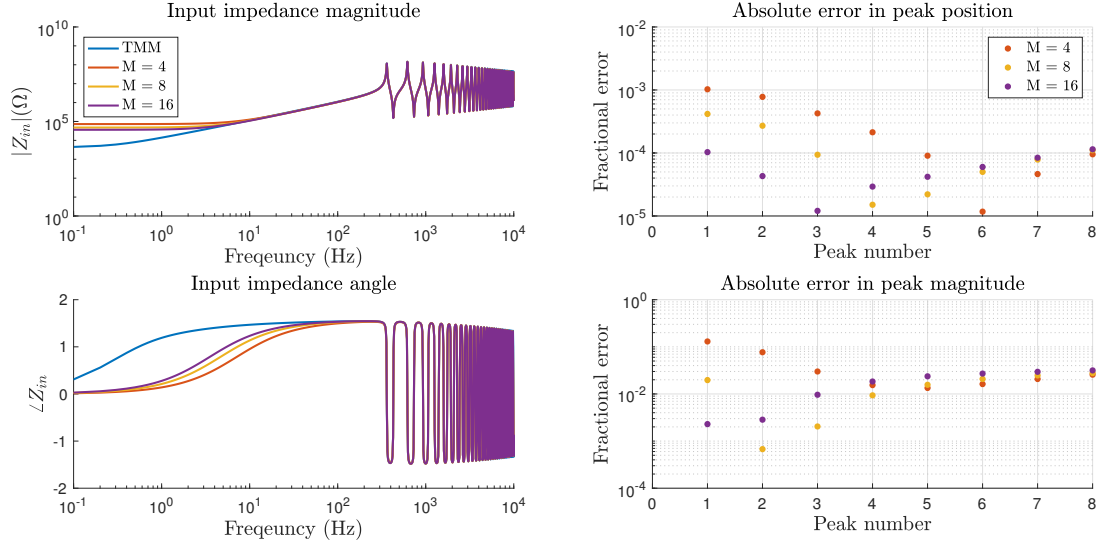 Input impedance magnitude
10^10
10^5
10^0
|Z_in|(Ω)
TMM
M = 4
M = 8
M = 16
10^-1 10^0 10^1 10^2 10^3 10^4
Freqeuncy (Hz)
Absolute error in peak position
10^-2
10^-3
10^-4
10^-5
Fractional error
M = 4
M = 8
M = 16
0 1 2 3 4 5 6 7 8
Peak number
Input impedance angle
2
1
0
-1
-2
∠Z_in
10^-1 10^0 10^1 10^2 10^3 10^4
Freqeuncy (Hz)
Absolute error in peak magnitude
10^0
10^-2
10^-4
Fractional error
0 1 2 3 4 5 6 7 8
Peak number